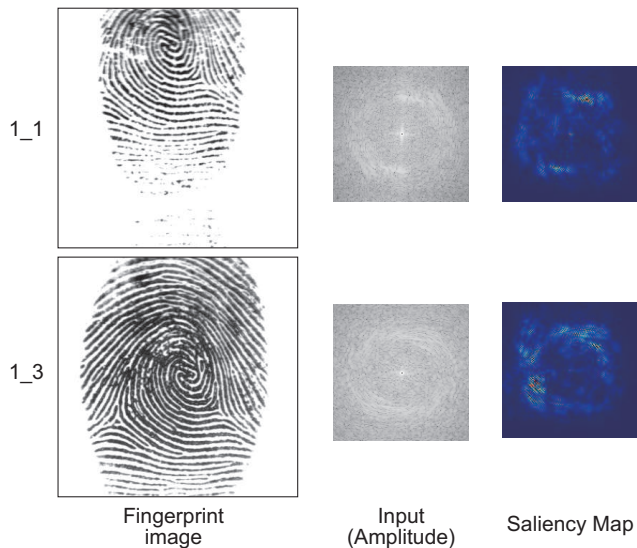 1_1
1_3
Fingerprint
image
Input
(Amplitude)
Saliency Map